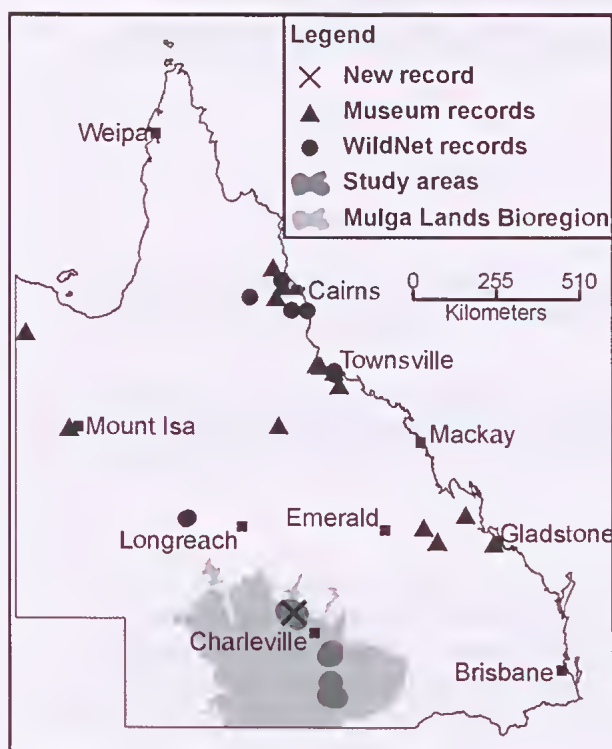 Legend
New record
Museum records
WildNet records
Study areas
Mulga Lands Bioregion
Weipa
Cairns
0 255 510
Kilometers
Townsville
Mount Isa
Mackay
Longreach
Emerald
Gladstone
Charleville
Brisbane